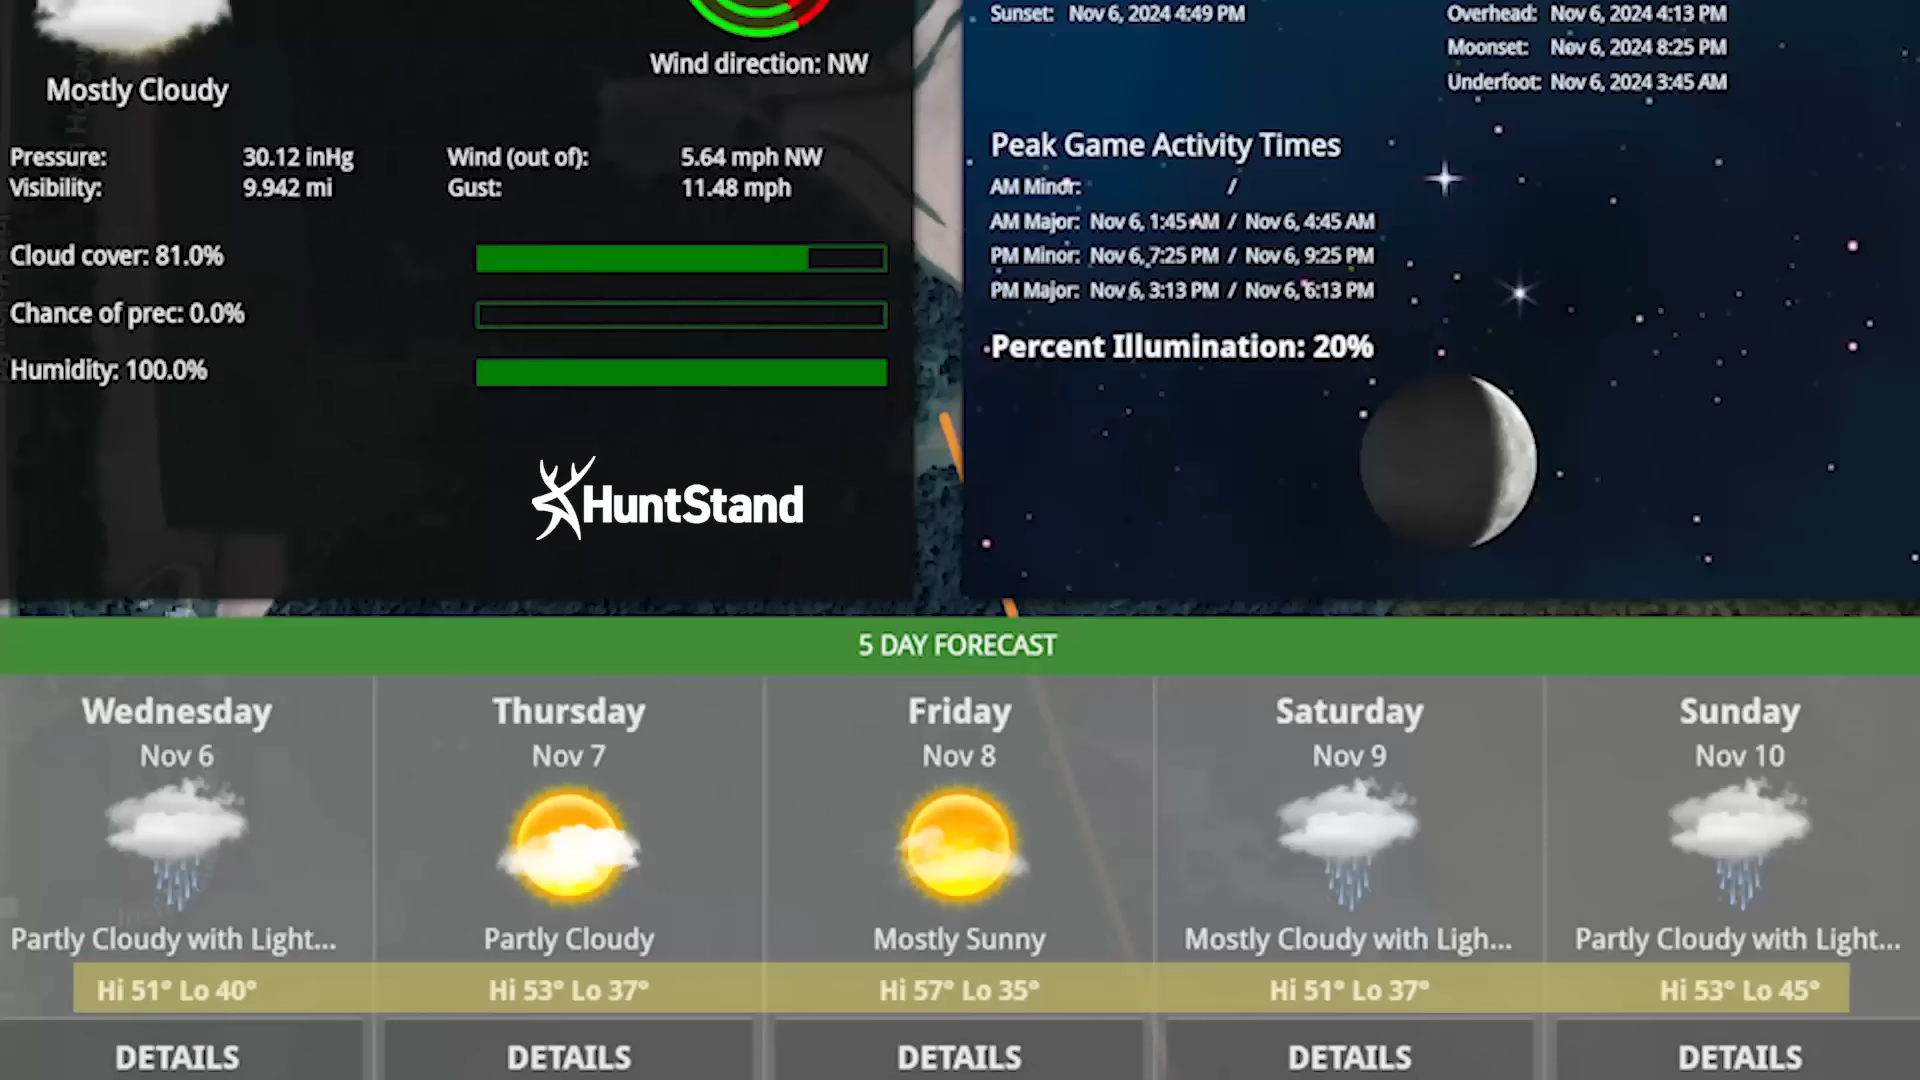 Mostly Cloudy
Wind direction: NW
Pressure: 30.12 inHg
Visibility: 9.942 mi
Wind (out of): 5.64 mph NW
Gust: 11.48 mph
Cloud cover: 81.0%
Chance of prec: 0.0%
Humidity: 100.0%
HuntStand
Sunset: Nov 6, 2024 4:49 PM
Overhead: Nov 6, 2024 4:13 PM
Moonset: Nov 6, 2024 8:25 PM
Underfoot: Nov 6, 2024 3:45 AM
Peak Game Activity Times
AM Minor: /
AM Major: Nov 6, 1:45 AM / Nov 6, 4:45 AM
PM Minor: Nov 6, 7:25 PM / Nov 6, 9:25 PM
PM Major: Nov 6, 3:13 PM / Nov 6, 6:13 PM
Percent Illumination: 20%
5 DAY FORECAST
Wednesday
Nov 6
Partly Cloudy with Light...
Hi 51° Lo 40°
DETAILS
Thursday
Nov 7
Partly Cloudy
Hi 53° Lo 37°
DETAILS
Friday
Nov 8
Mostly Sunny
Hi 57° Lo 35°
DETAILS
Saturday
Nov 9
Mostly Cloudy with Ligh...
Hi 51° Lo 37°
DETAILS
Sunday
Nov 10
Partly Cloudy with Light...
Hi 53° Lo 45°
DETAILS